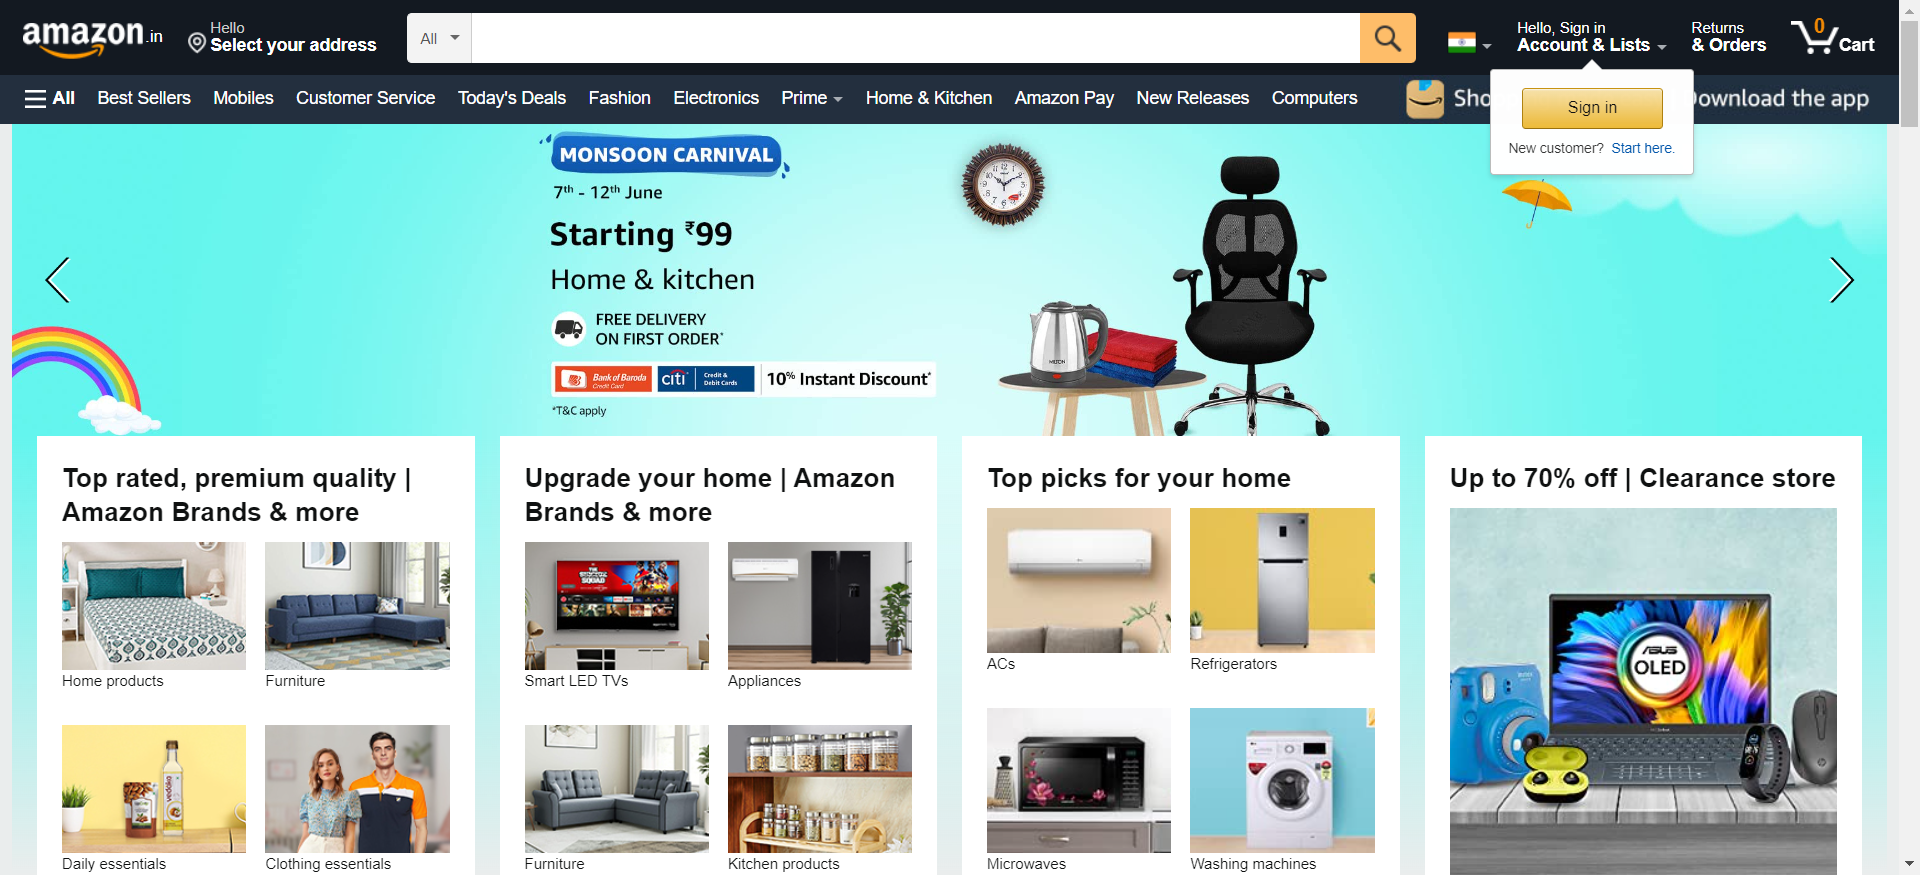 amazon.in
Hello
Select your address
All
Hello, Sign in
Account & Lists
Returns
& Orders
0
Cart
All
Best Sellers
Mobiles
Customer Service
Today's Deals
Fashion
Electronics
Prime
Home & Kitchen
Amazon Pay
New Releases
Computers
Sho
Download the app
Sign in
New customer? Start here.
MONSOON CARNIVAL
7th - 12th June
Starting ₹99
Home & kitchen
FREE DELIVERY
ON FIRST ORDER*
Bank of Baroda
Credit Card
citi
Credit &
Debit Cards
10% Instant Discount*
*T&C apply
MILTON
Top rated, premium quality |
Amazon Brands & more
Home products
Furniture
Daily essentials
Clothing essentials
Upgrade your home | Amazon
Brands & more
Smart LED TVs
Appliances
Furniture
Kitchen products
Top picks for your home
ACs
Refrigerators
Microwaves
Washing machines
Up to 70% off | Clearance store
ASUS
OLED